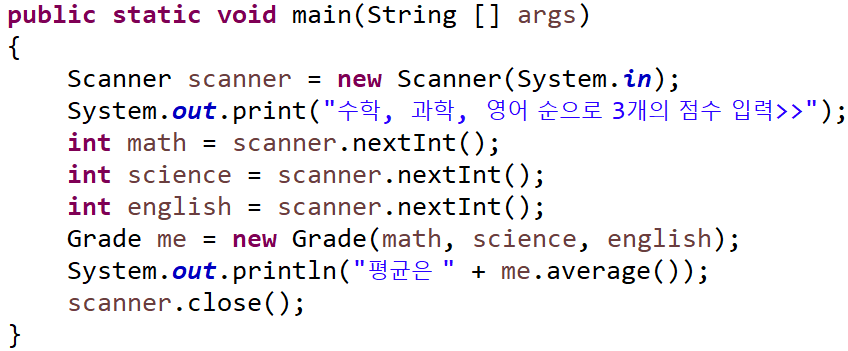 public static void main(String [] args)
{
    Scanner scanner = new Scanner(System.in);
    System.out.print("수학, 과학, 영어 순으로 3개의 점수 입력>>");
    int math = scanner.nextInt();
    int science = scanner.nextInt();
    int english = scanner.nextInt();
    Grade me = new Grade(math, science, english);
    System.out.println("평균은 " + me.average());
    scanner.close();
}